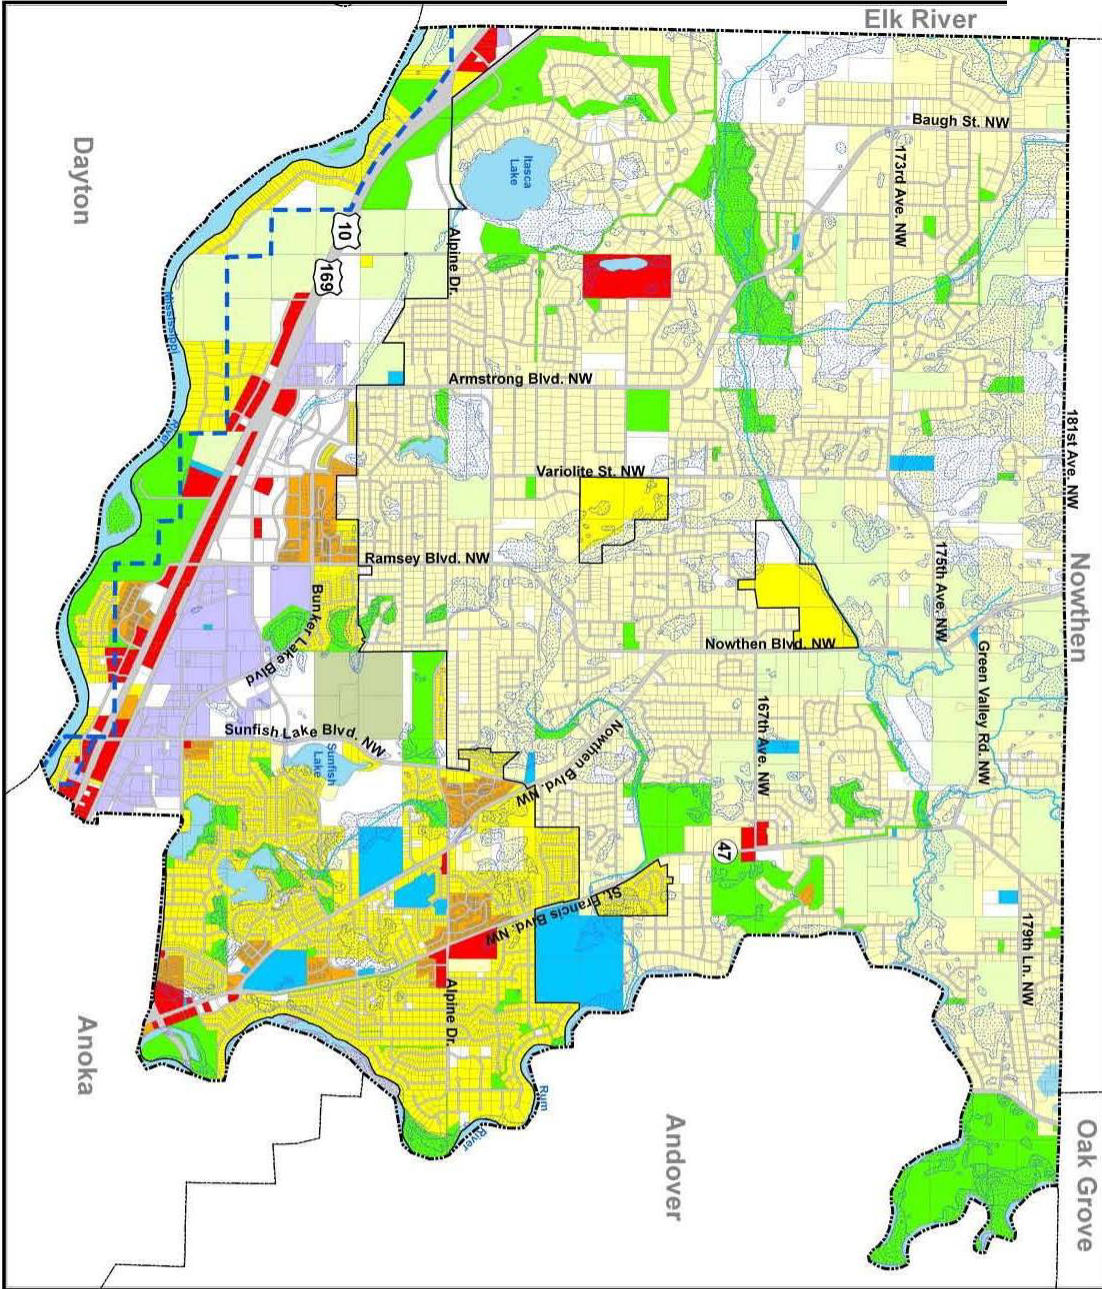 Elk River
Baugh St. NW
173rd Ave. NW
Dayton
Itasca
Lake
10
Alpine Dr.
169
Mississippi
River
Armstrong Blvd. NW
181st Ave. NW
Variolite St. NW
175th Ave. NW
Nowthen
Ramsey Blvd. NW
Bunker Lake Blvd
Nowthen Blvd. NW
Green Valley Rd. NW
Sunfish Lake Blvd. NW
Sunfish
Lake
Nowthen Blvd. NW
167th Ave. NW
47
St. Francis Blvd. NW
179th Ln. NW
Alpine Dr.
Anoka
Rum
River
Andover
Oak Grove